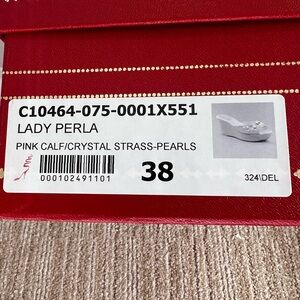 C10464-075-0001X551
LADY PERLA
PINK CALF/CRYSTAL STRASS-PEARLS
000102491101
38
324\DEL